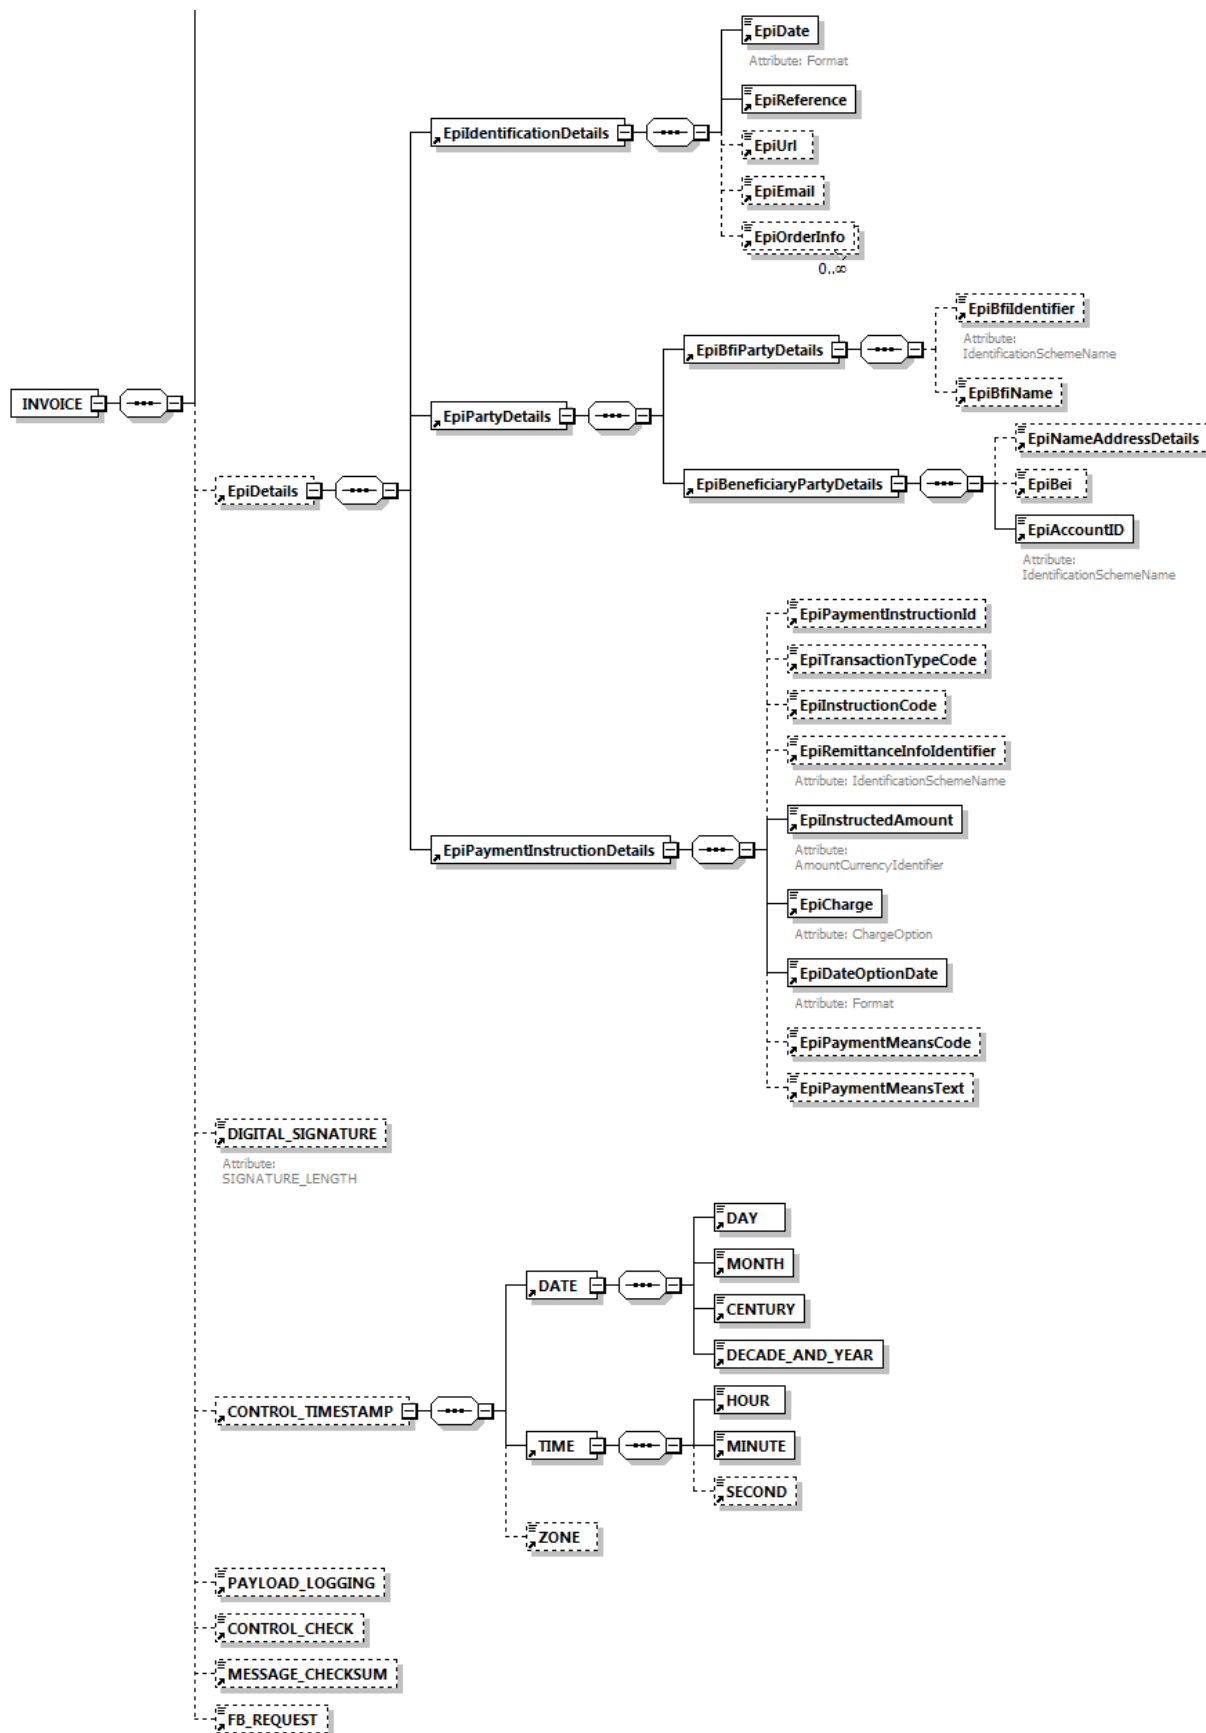 EpiDate
Attribute: Format
EpiReference
EpiIdentificationDetails
EpiUrl
EpiEmail
EpiOrderInfo
0..∞
EpiBfiIdentifier
Attribute:
IdentificationSchemeName
EpiBfiPartyDetails
EpiBfiName
INVOICE
EpiPartyDetails
EpiNameAddressDetails
EpiBeneficiaryPartyDetails
EpiBei
EpiDetails
EpiAccountID
Attribute:
IdentificationSchemeName
EpiPaymentInstructionId
EpiTransactionTypeCode
EpiInstructionCode
EpiRemittanceInfoIdentifier
Attribute: IdentificationSchemeName
EpiInstructedAmount
Attribute:
AmountCurrencyIdentifier
EpiPaymentInstructionDetails
EpiCharge
Attribute: ChargeOption
EpiDateOptionDate
Attribute: Format
EpiPaymentMeansCode
EpiPaymentMeansText
DIGITAL_SIGNATURE
Attribute:
SIGNATURE_LENGTH
DAY
MONTH
DATE
CENTURY
DECADE_AND_YEAR
CONTROL_TIMESTAMP
HOUR
TIME
MINUTE
SECOND
ZONE
PAYLOAD_LOGGING
CONTROL_CHECK
MESSAGE_CHECKSUM
FB_REQUEST